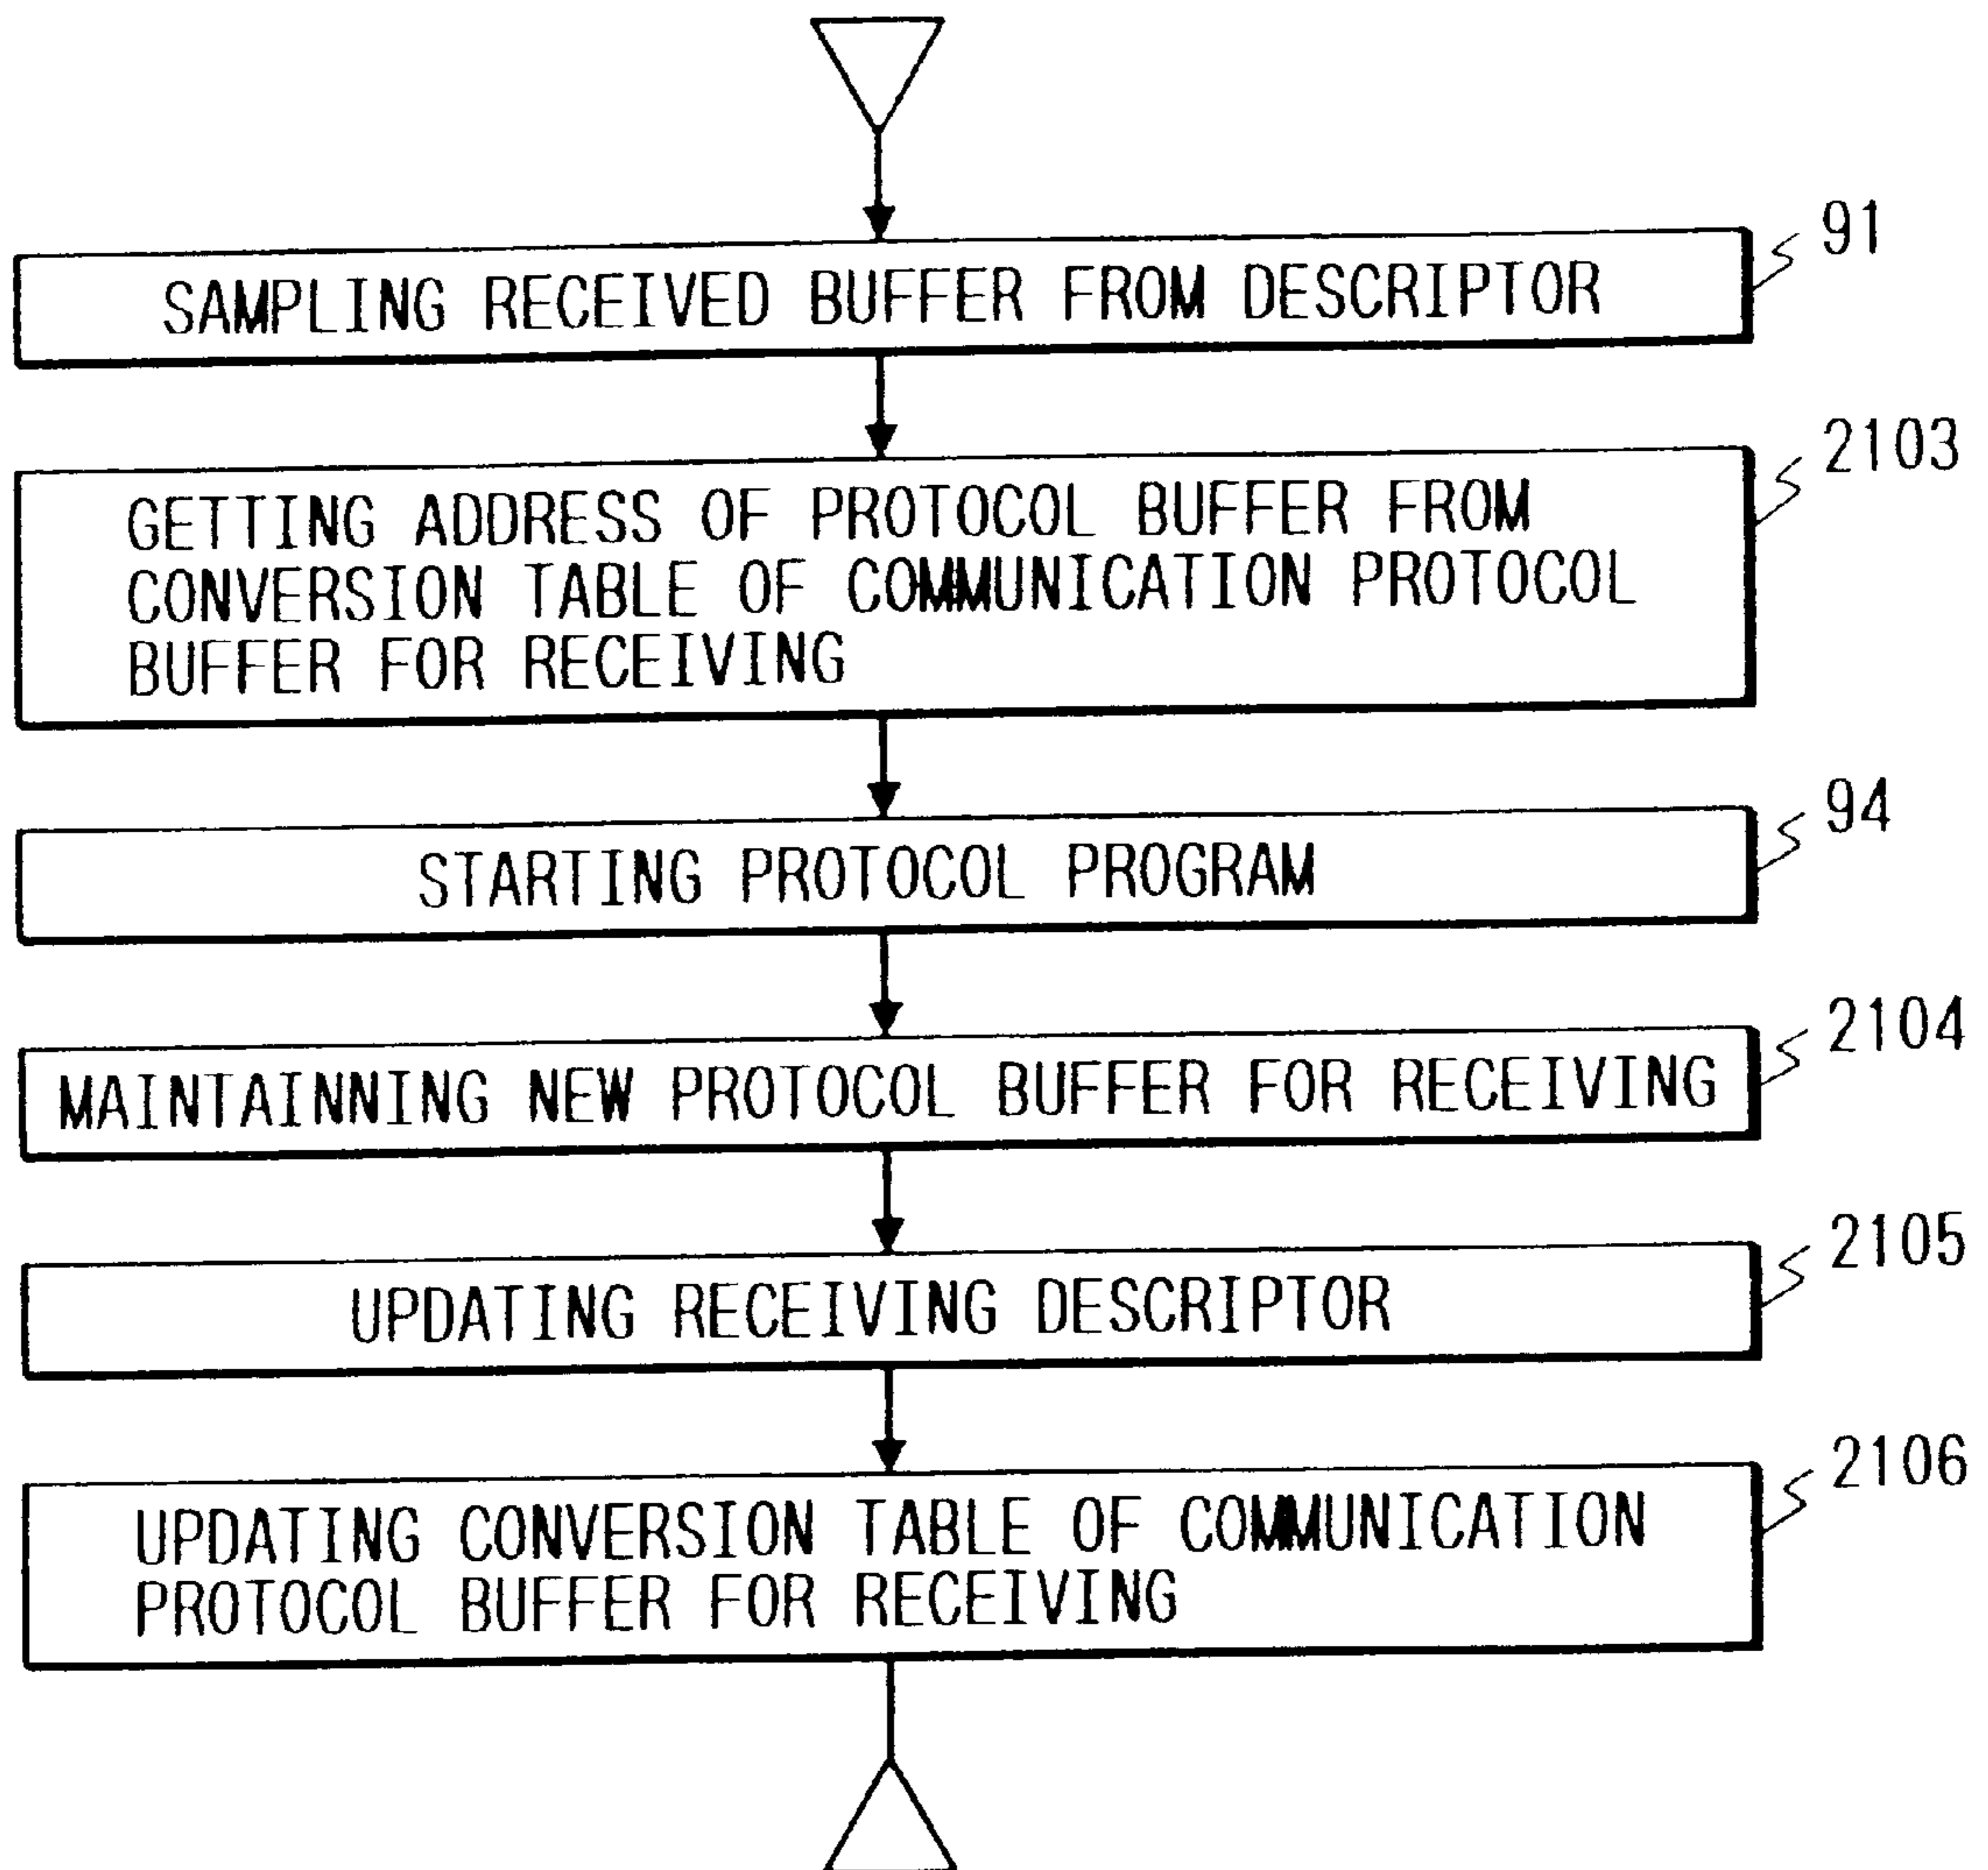 91
SAMPLING RECEIVED BUFFER FROM DESCRIPTOR
2103
GETTING ADDRESS OF PROTOCOL BUFFER FROM
CONVERSION TABLE OF COMMUNICATION PROTOCOL
BUFFER FOR RECEIVING
94
STARTING PROTOCOL PROGRAM
2104
MAINTAINNING NEW PROTOCOL BUFFER FOR RECEIVING
2105
UPDATING RECEIVING DESCRIPTOR
2106
UPDATING CONVERSION TABLE OF COMMUNICATION
PROTOCOL BUFFER FOR RECEIVING